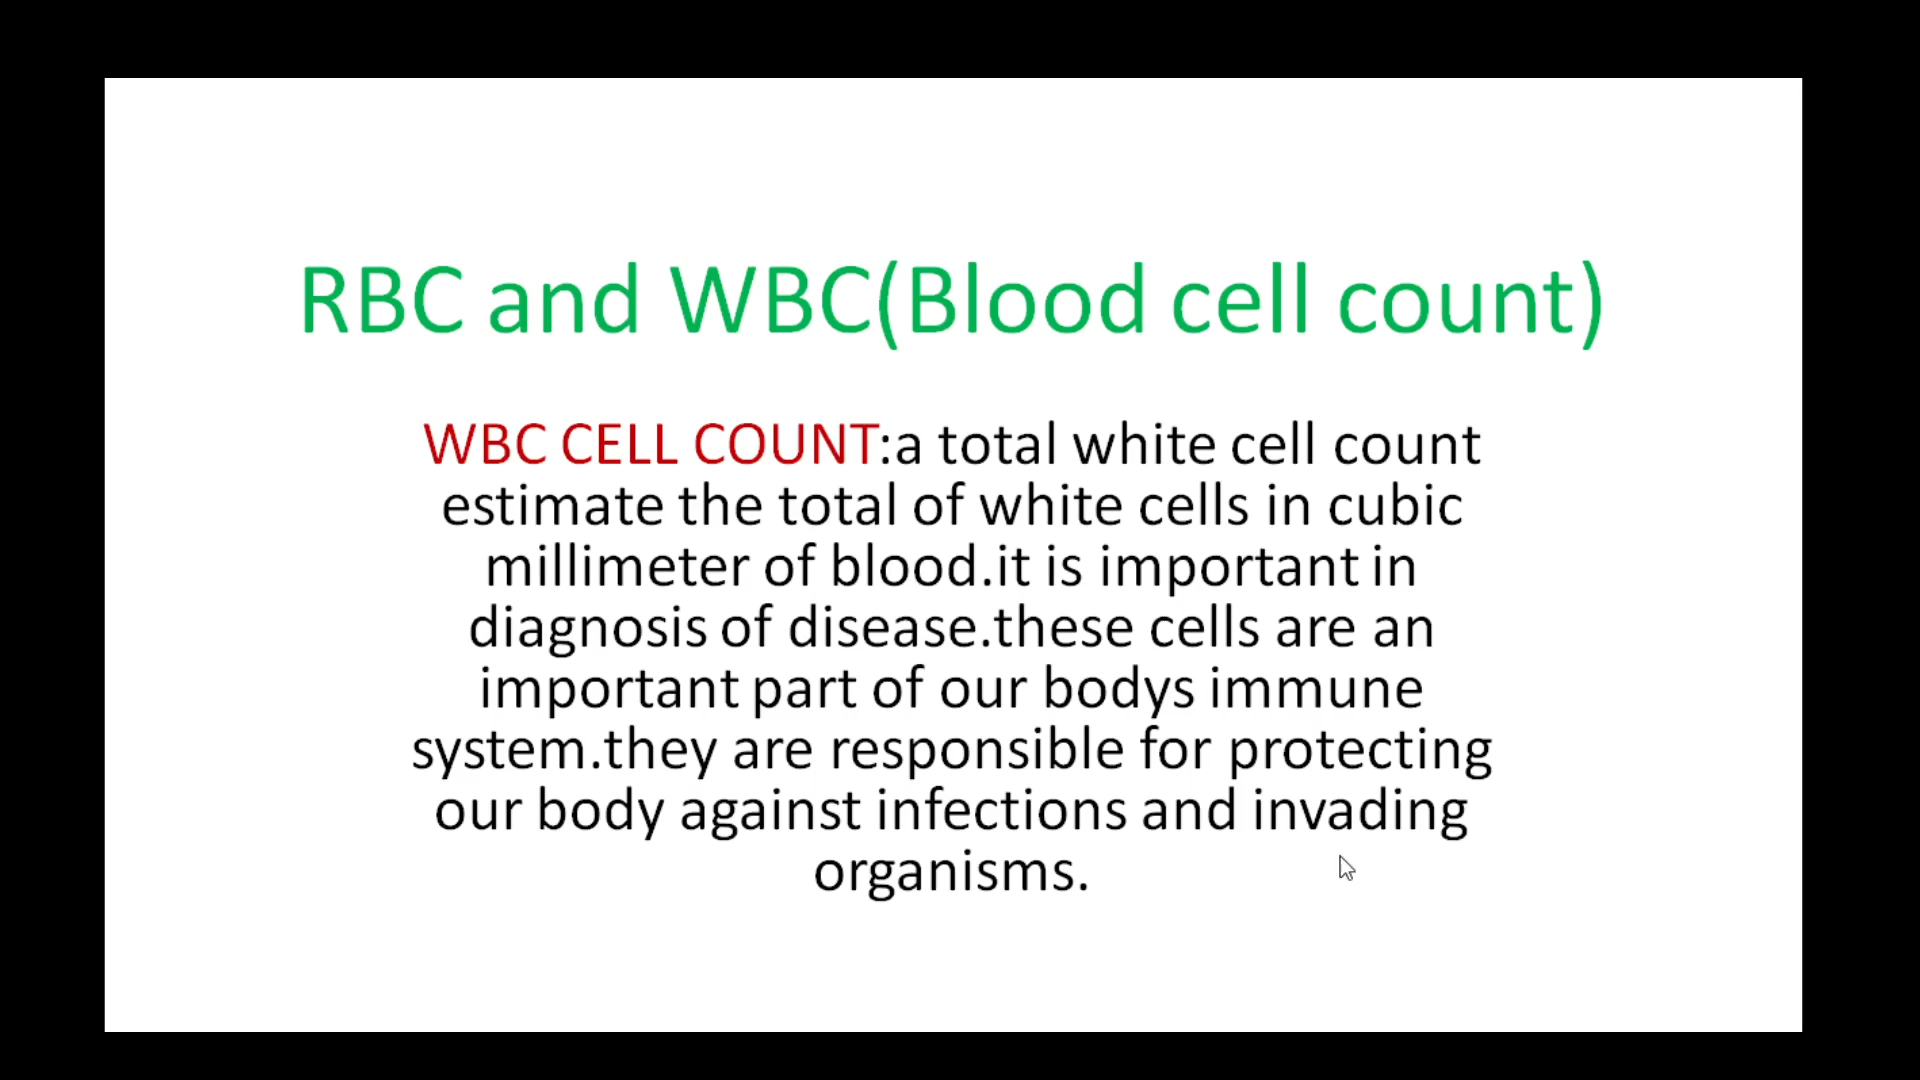 RBC and WBC(Blood cell count)
WBC CELL COUNT:a total white cell count
estimate the total of white cells in cubic
millimeter of blood.it is important in
diagnosis of disease.these cells are an
important part of our bodys immune
system.they are responsible for protecting
our body against infections and invading
organisms.